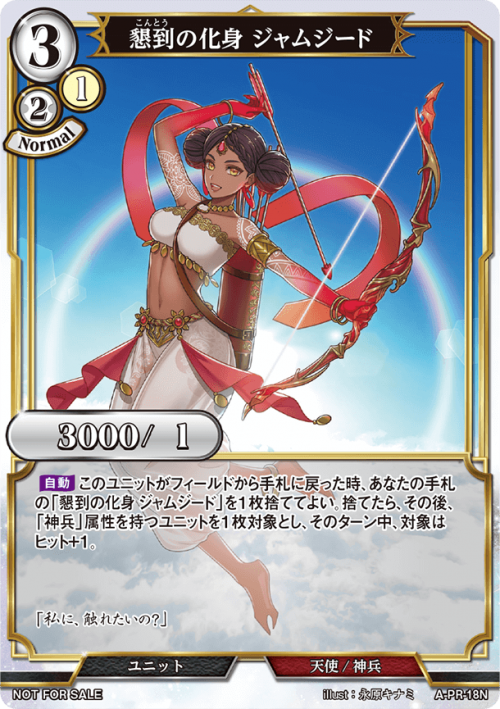 3
こんとう
懇到の化身 ジャムジード
2
1
Normal
3000/ 1
自動 このユニットがフィールドから手札に戻った時、あなたの手札
の「懇到の化身 ジャムジード」を1枚捨ててよい。捨てたら、その後、
「神兵」属性を持つユニットを1枚対象とし、そのターン中、対象は
ヒット+1。
「私に、触れたいの?」
ユニット
天使/神兵
NOT FOR SALE
illust:永原キナミ
A-PR-18N